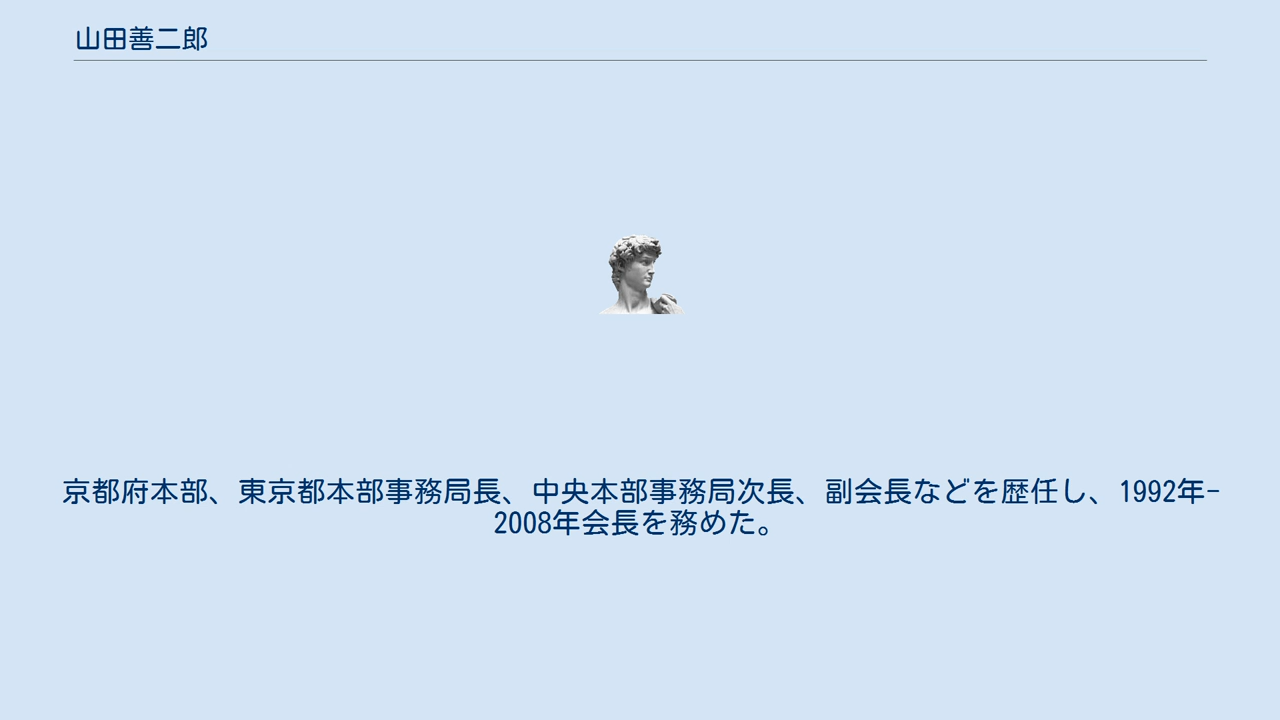 山田善二郎
京都府本部、東京都本部事務局長、中央本部事務局次長、副会長などを歴任し、1992年-
2008年会長を務めた。